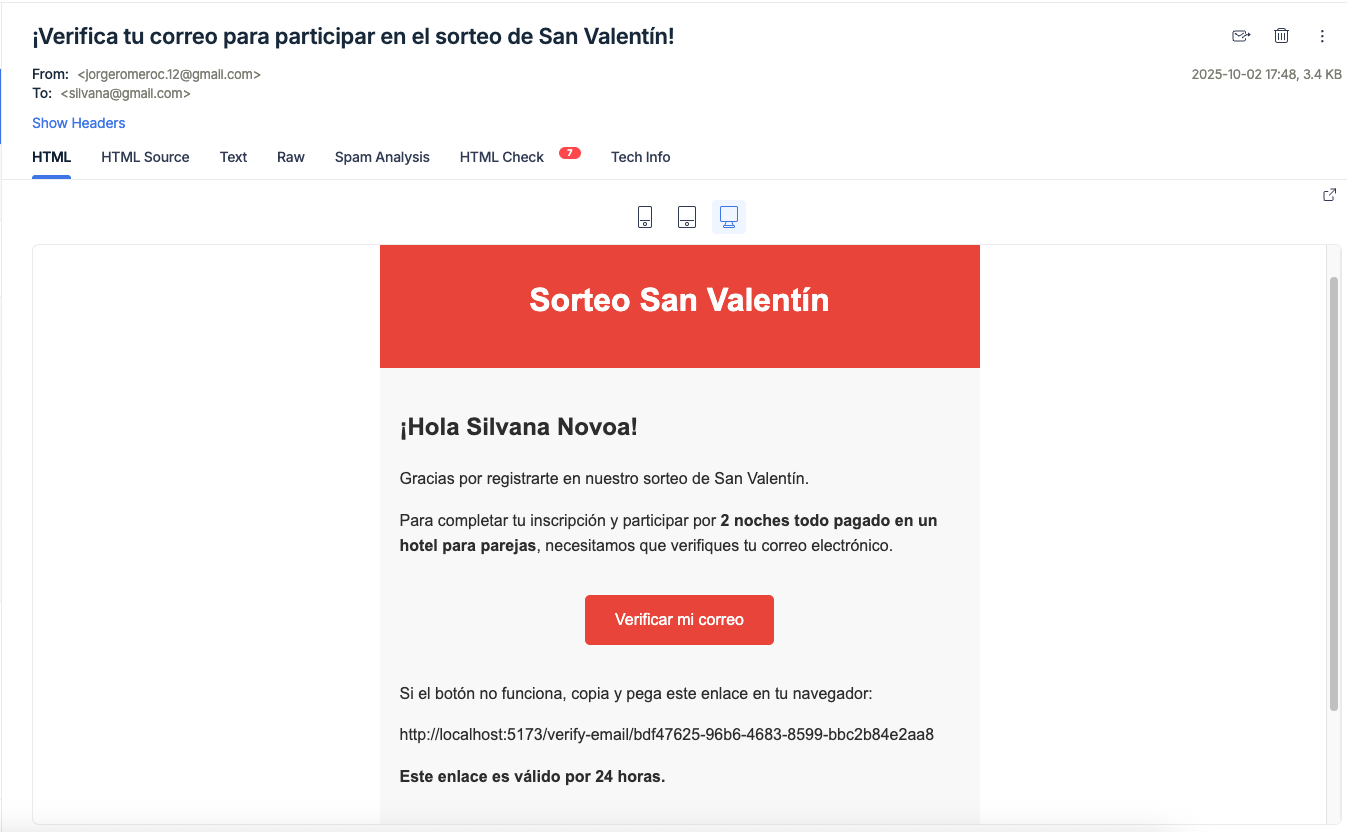 ¡Verifica tu correo para participar en el sorteo de San Valentín!
From: <jorgeromeroc.12@gmail.com>
2025-10-02 17:48, 3.4 KB
To: <silvana@gmail.com>
Show Headers
HTML HTML Source Text Raw Spam Analysis HTML Check 7 Tech Info
Sorteo San Valentín
¡Hola Silvana Novoa!
Gracias por registrarte en nuestro sorteo de San Valentín.
Para completar tu inscripción y participar por 2 noches todo pagado en un
hotel para parejas, necesitamos que verifiques tu correo electrónico.
Verificar mi correo
Si el botón no funciona, copia y pega este enlace en tu navegador:
http://localhost:5173/verify-email/bdf47625-96b6-4683-8599-bbc2b84e2aa8
Este enlace es válido por 24 horas.